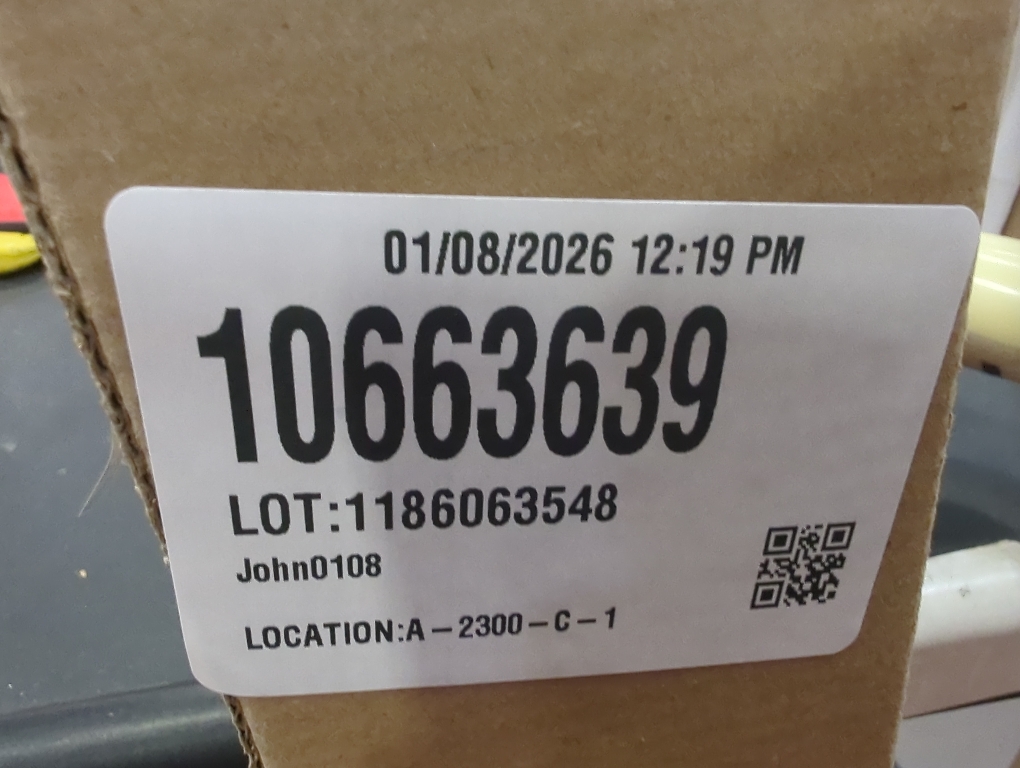 01/08/2026 12:19 PM
10663639
LOT:1186063548
John0108
LOCATION:A-2300-C-1